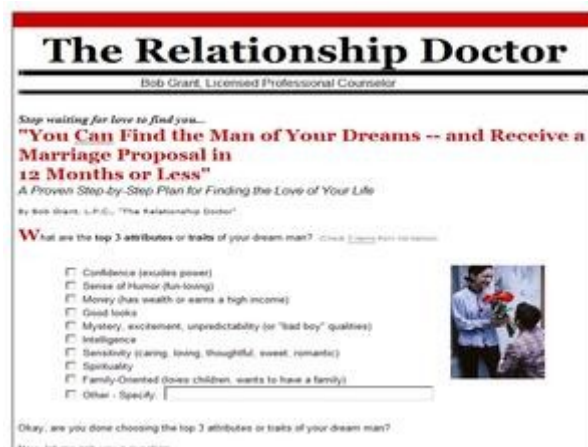 The Relationship Doctor
Bob Grant, Licensed Professional Counselor
Stop waiting for love to find you...
"You Can Find the Man of Your Dreams -- and Receive a
Marriage Proposal in
12 Months or Less"
A Proven Step-by-Step Plan for Finding the Love of Your Life
By Bob Grant, L.P.C., "The Relationship Doctor"
What are the top 3 attributes or traits of your dream man?
Confidence (exudes power)
Sense of Humor (fun-loving)
Money (has wealth or earns a high income)
Good looks
Mystery, excitement, unpredictability (or "bad boy" qualities)
Intelligence
Sensitivity (caring, loving, thoughtful, sweet, romantic)
Spirituality
Family-Oriented (loves children, wants to have a family)
Other - Specify:
Okay, are you done choosing the top 3 attributes or traits of your dream man?